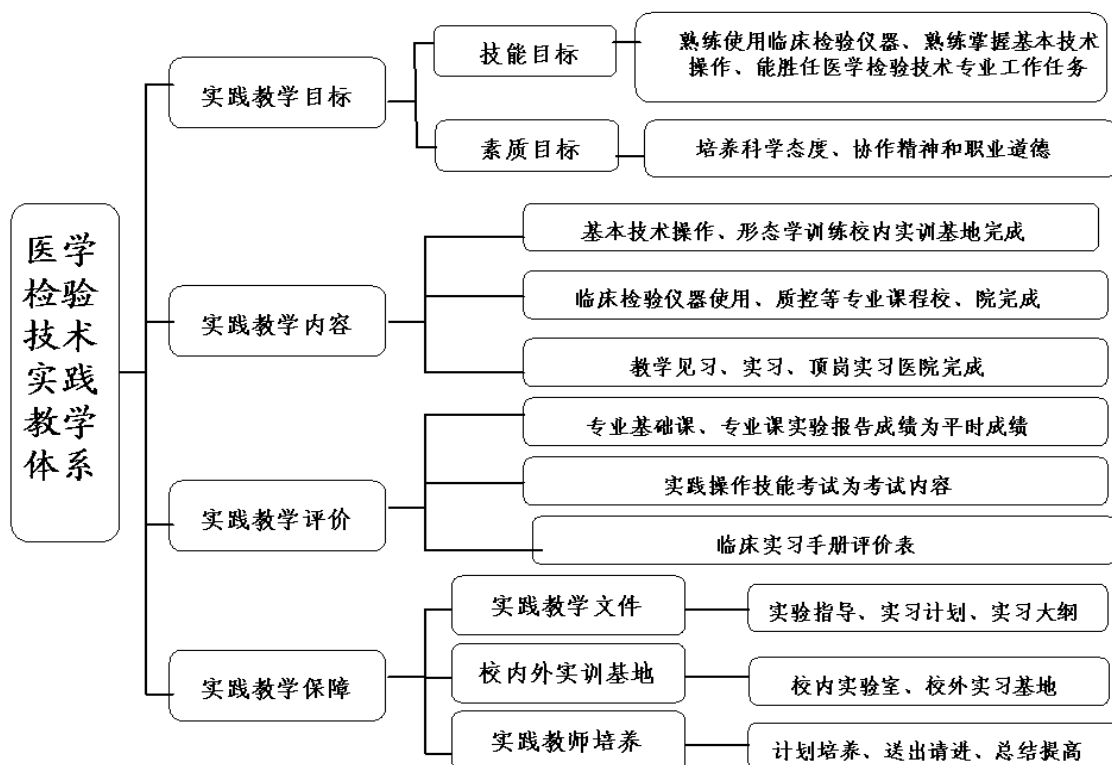 医学
检验
技术
实践
教学
体系
实践教学目标
技能目标
熟练使用临床检验仪器、熟练掌握基本技术
操作、能胜任医学检验技术专业工作任务
素质目标
培养科学态度、协作精神和职业道德
实践教学内容
基本技术操作、形态学训练校内实训基地完成
临床检验仪器使用、质控等专业课程校、院完成
教学见习、实习、顶岗实习医院完成
实践教学评价
专业基础课、专业课实验报告成绩为平时成绩
实践操作技能考试为考试内容
临床实习手册评价表
实践教学保障
实践教学文件
实验指导、实习计划、实习大纲
校内外实训基地
校内实验室、校外实习基地
实践教师培养
计划培养、送出请进、总结提高